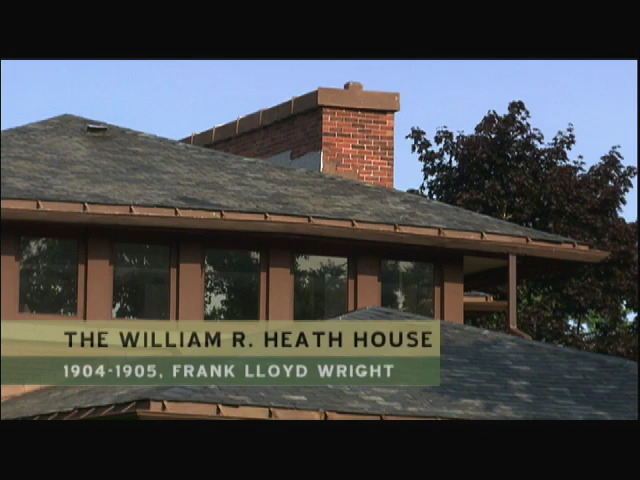 THE WILLIAM R. HEATH HOUSE
1904-1905, FRANK LLOYD WRIGHT